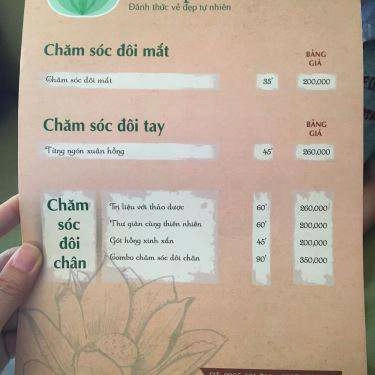 Đánh thức vẻ đẹp tự nhiên
Chăm sóc đôi mắt
BẢNG GIÁ
Chăm sóc đôi mắt 35' 200,000
Chăm sóc đôi tay
BẢNG GIÁ
Từng ngón xuân hồng 45' 260,000
Chăm sóc đôi chân
Trị liệu với thảo dược 60' 260,000
Thư giãn cùng thiên nhiên 60' 200,000
Gót hồng xinh xắn 45' 200,000
Combo chăm sóc đôi chân 90' 350,000